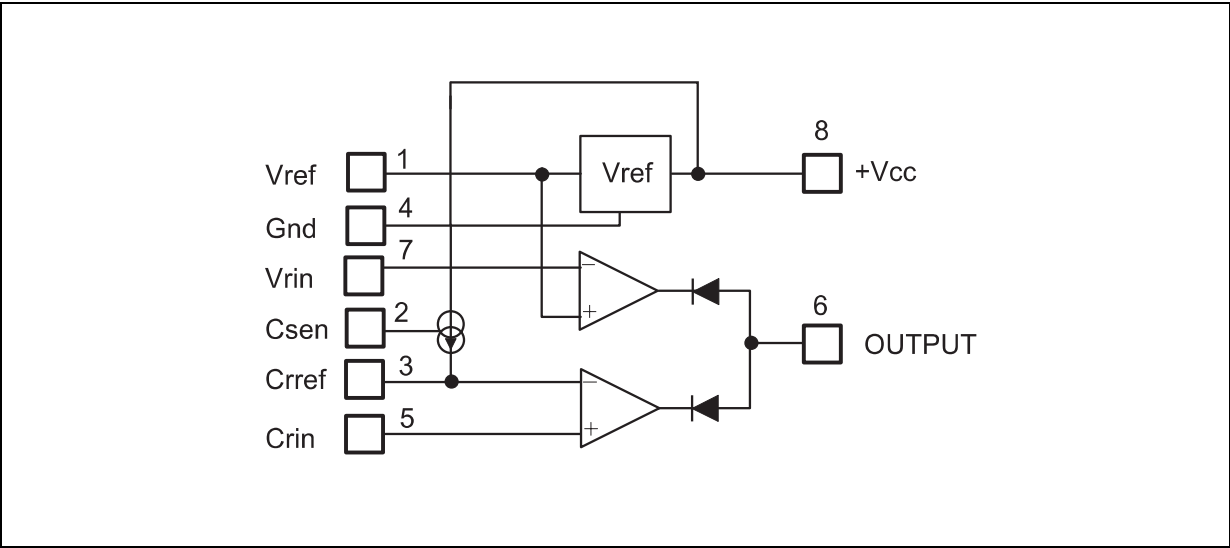 8
Vref 1 Vref +Vcc
Gnd 4
Vrin 7
−
+
Csen 2
6
OUTPUT
Crref 3
−
Crin 5
+